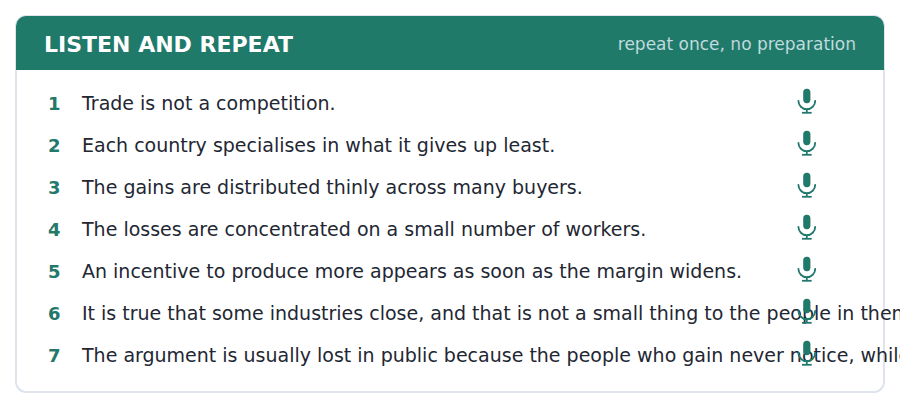 LISTEN AND REPEAT
repeat once, no preparation
1 Trade is not a competition.
2 Each country specialises in what it gives up least.
3 The gains are distributed thinly across many buyers.
4 The losses are concentrated on a small number of workers.
5 An incentive to produce more appears as soon as the margin widens.
6 It is true that some industries close, and that is not a small thing to the people in
7 The argument is usually lost in public because the people who gain never notice,